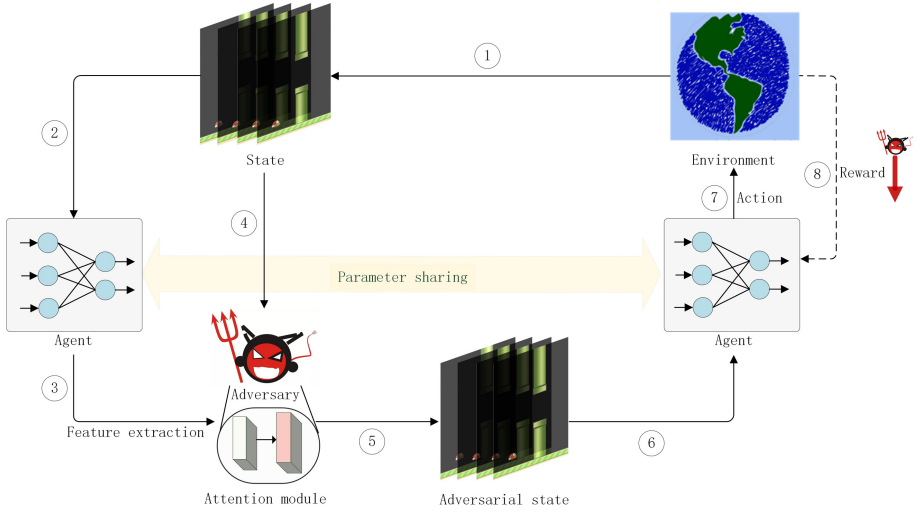 1
2
State
Environment
8
Reward
7
Action
4
Parameter sharing
Agent
Agent
3
Adversary
Feature extraction
5
6
Attention module
Adversarial state